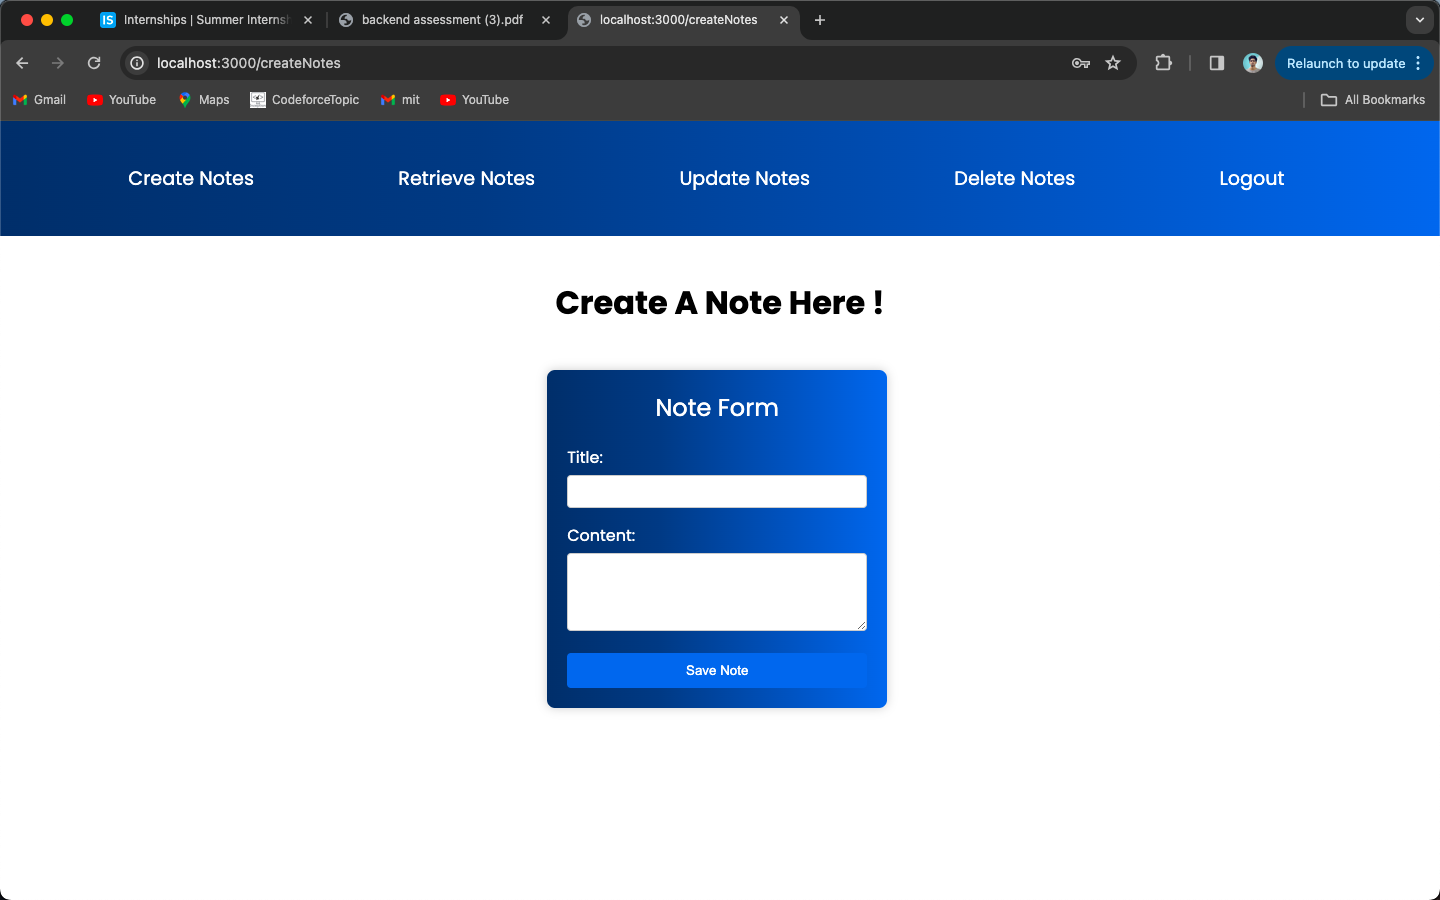 Internships | Summer Interns
backend assessment (3).pdf
localhost:3000/createNotes
localhost:3000/createNotes
Relaunch to update
Gmail
YouTube
Maps
CodeforceTopic
mit
YouTube
All Bookmarks
Create Notes
Retrieve Notes
Update Notes
Delete Notes
Logout
Create A Note Here !
Note Form
Title:
Content:
Save Note